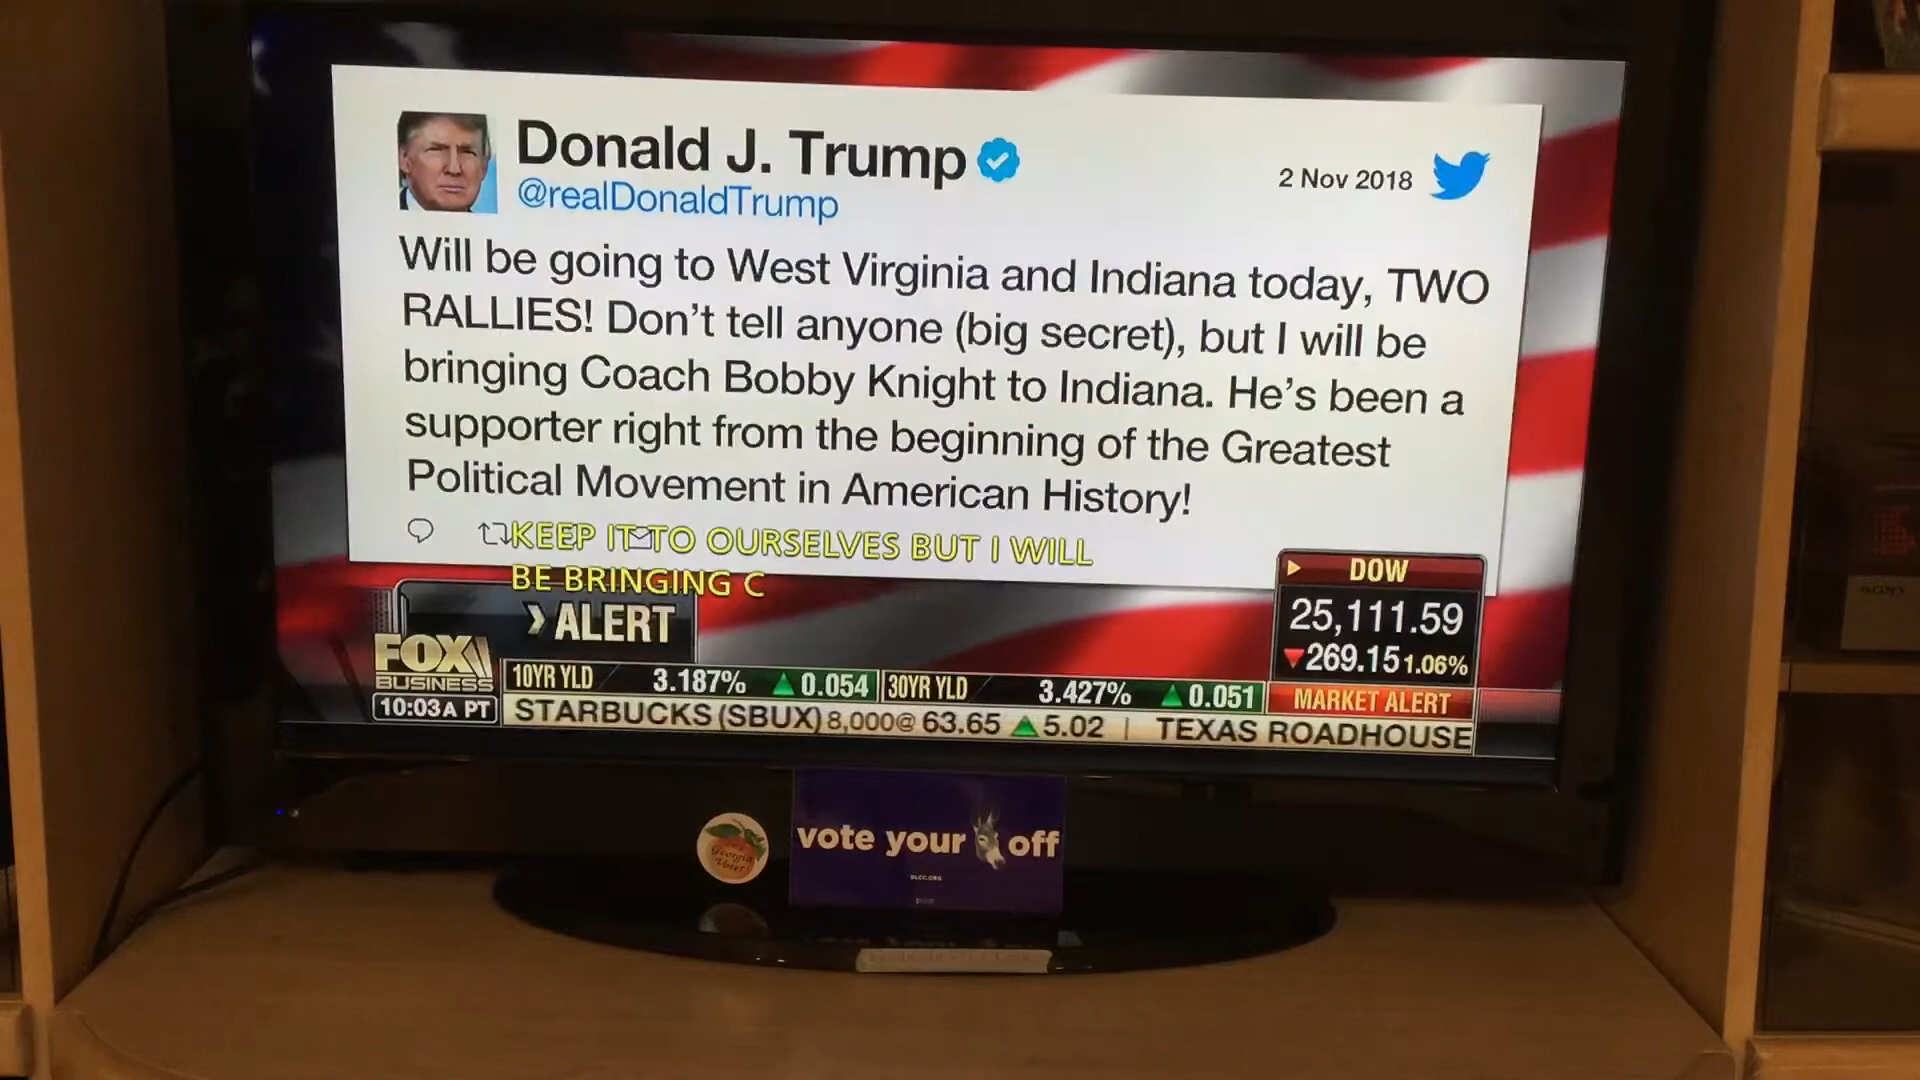 Donald J. Trump
@realDonaldTrump
2 Nov 2018
Will be going to West Virginia and Indiana today, TWO
RALLIES! Don't tell anyone (big secret), but I will be
bringing Coach Bobby Knight to Indiana. He's been a
supporter right from the beginning of the Greatest
Political Movement in American History!
KEEP IT TO OURSELVES BUT I WILL
BE BRINGING C
ALERT
DOW
25,111.59
269.15 1.06%
MARKET ALERT
FOX
BUSINESS
10:03A PT
10YR YLD 3.187% 0.054 30YR YLD 3.427% 0.051
STARBUCKS (SBUX) 8,000@ 63.65 5.02 | TEXAS ROADHOUSE
Georgia
Voter
vote your off
DLCC.ORG
SONY